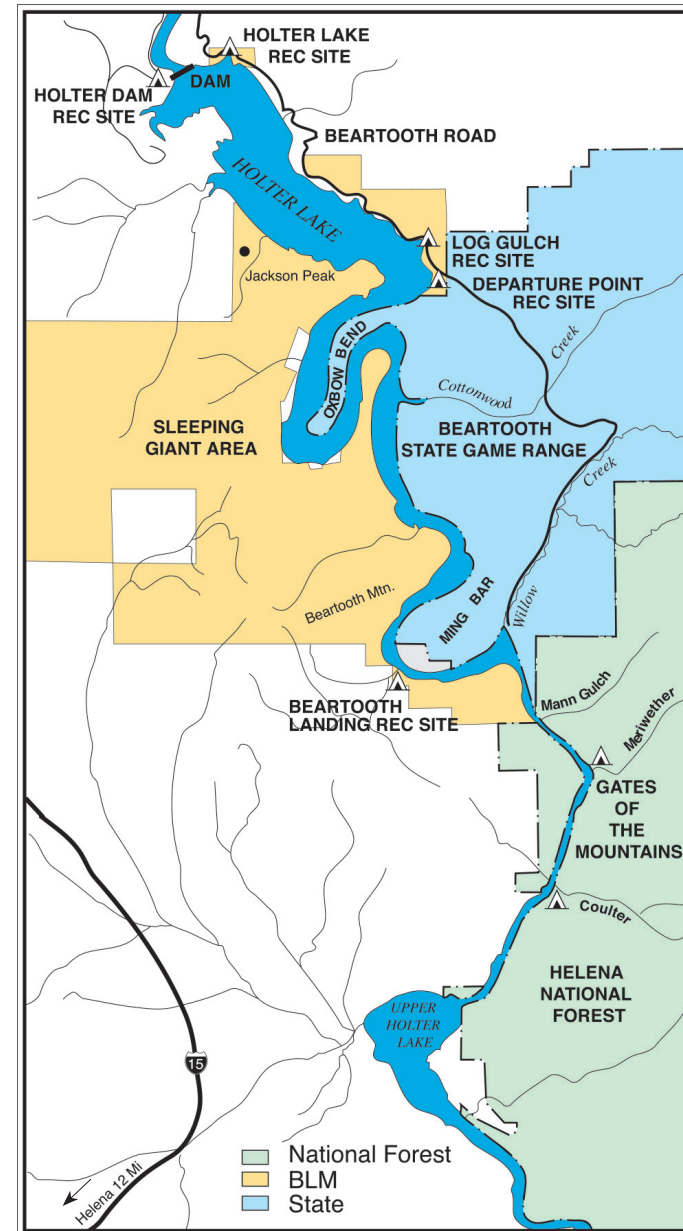 HOLTER LAKE
REC SITE
DAM
HOLTER DAM
REC SITE
BEARTOOTH ROAD
HOLTER LAKE
LOG GULCH
REC SITE
Jackson Peak
DEPARTURE POINT
REC SITE
OXBOW BEND
Creek
Cottonwood
SLEEPING
GIANT AREA
BEARTOOTH
STATE GAME RANGE
Creek
Beartooth Mtn.
MING BAR
Willow
Mann Gulch
BEARTOOTH
LANDING REC SITE
Meriwether
GATES
OF
THE
MOUNTAINS
Coulter
HELENA
NATIONAL
FOREST
UPPER
HOLTER
LAKE
15
National Forest
BLM
State
Helena 12 Mi